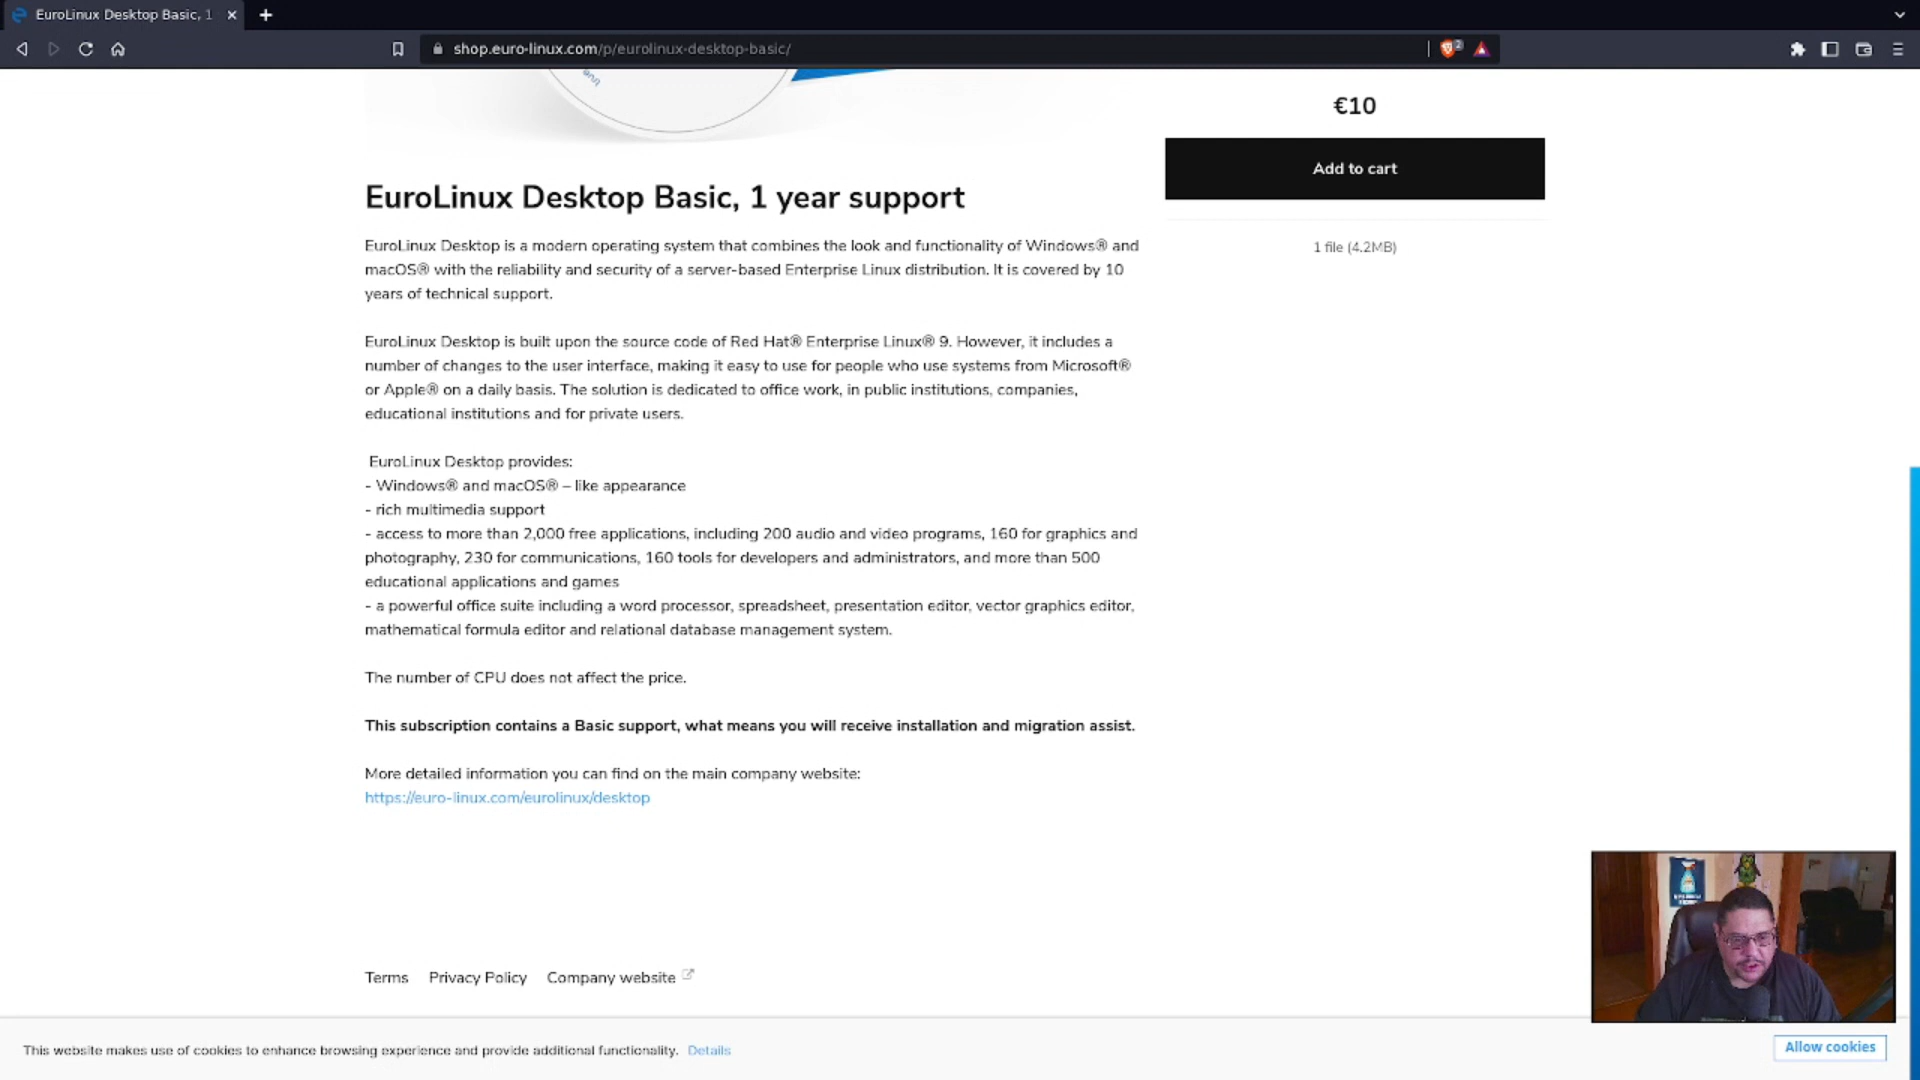 EuroLinux Desktop Basic, 1
shop.euro-linux.com/p/eurolinux-desktop-basic/
2
€10
Add to cart
1 file (4.2MB)
EuroLinux Desktop Basic, 1 year support
EuroLinux Desktop is a modern operating system that combines the look and functionality of Windows® and
macOS® with the reliability and security of a server-based Enterprise Linux distribution. It is covered by 10
years of technical support.
EuroLinux Desktop is built upon the source code of Red Hat® Enterprise Linux® 9. However, it includes a
number of changes to the user interface, making it easy to use for people who use systems from Microsoft®
or Apple® on a daily basis. The solution is dedicated to office work, in public institutions, companies,
educational institutions and for private users.
EuroLinux Desktop provides:
- Windows® and macOS® – like appearance
- rich multimedia support
- access to more than 2,000 free applications, including 200 audio and video programs, 160 for graphics and
photography, 230 for communications, 160 tools for developers and administrators, and more than 500
educational applications and games
- a powerful office suite including a word processor, spreadsheet, presentation editor, vector graphics editor,
mathematical formula editor and relational database management system.
The number of CPU does not affect the price.
This subscription contains a Basic support, what means you will receive installation and migration assist.
More detailed information you can find on the main company website:
https://euro-linux.com/eurolinux/desktop
Terms Privacy Policy Company website
This website makes use of cookies to enhance browsing experience and provide additional functionality. Details
Allow cookies